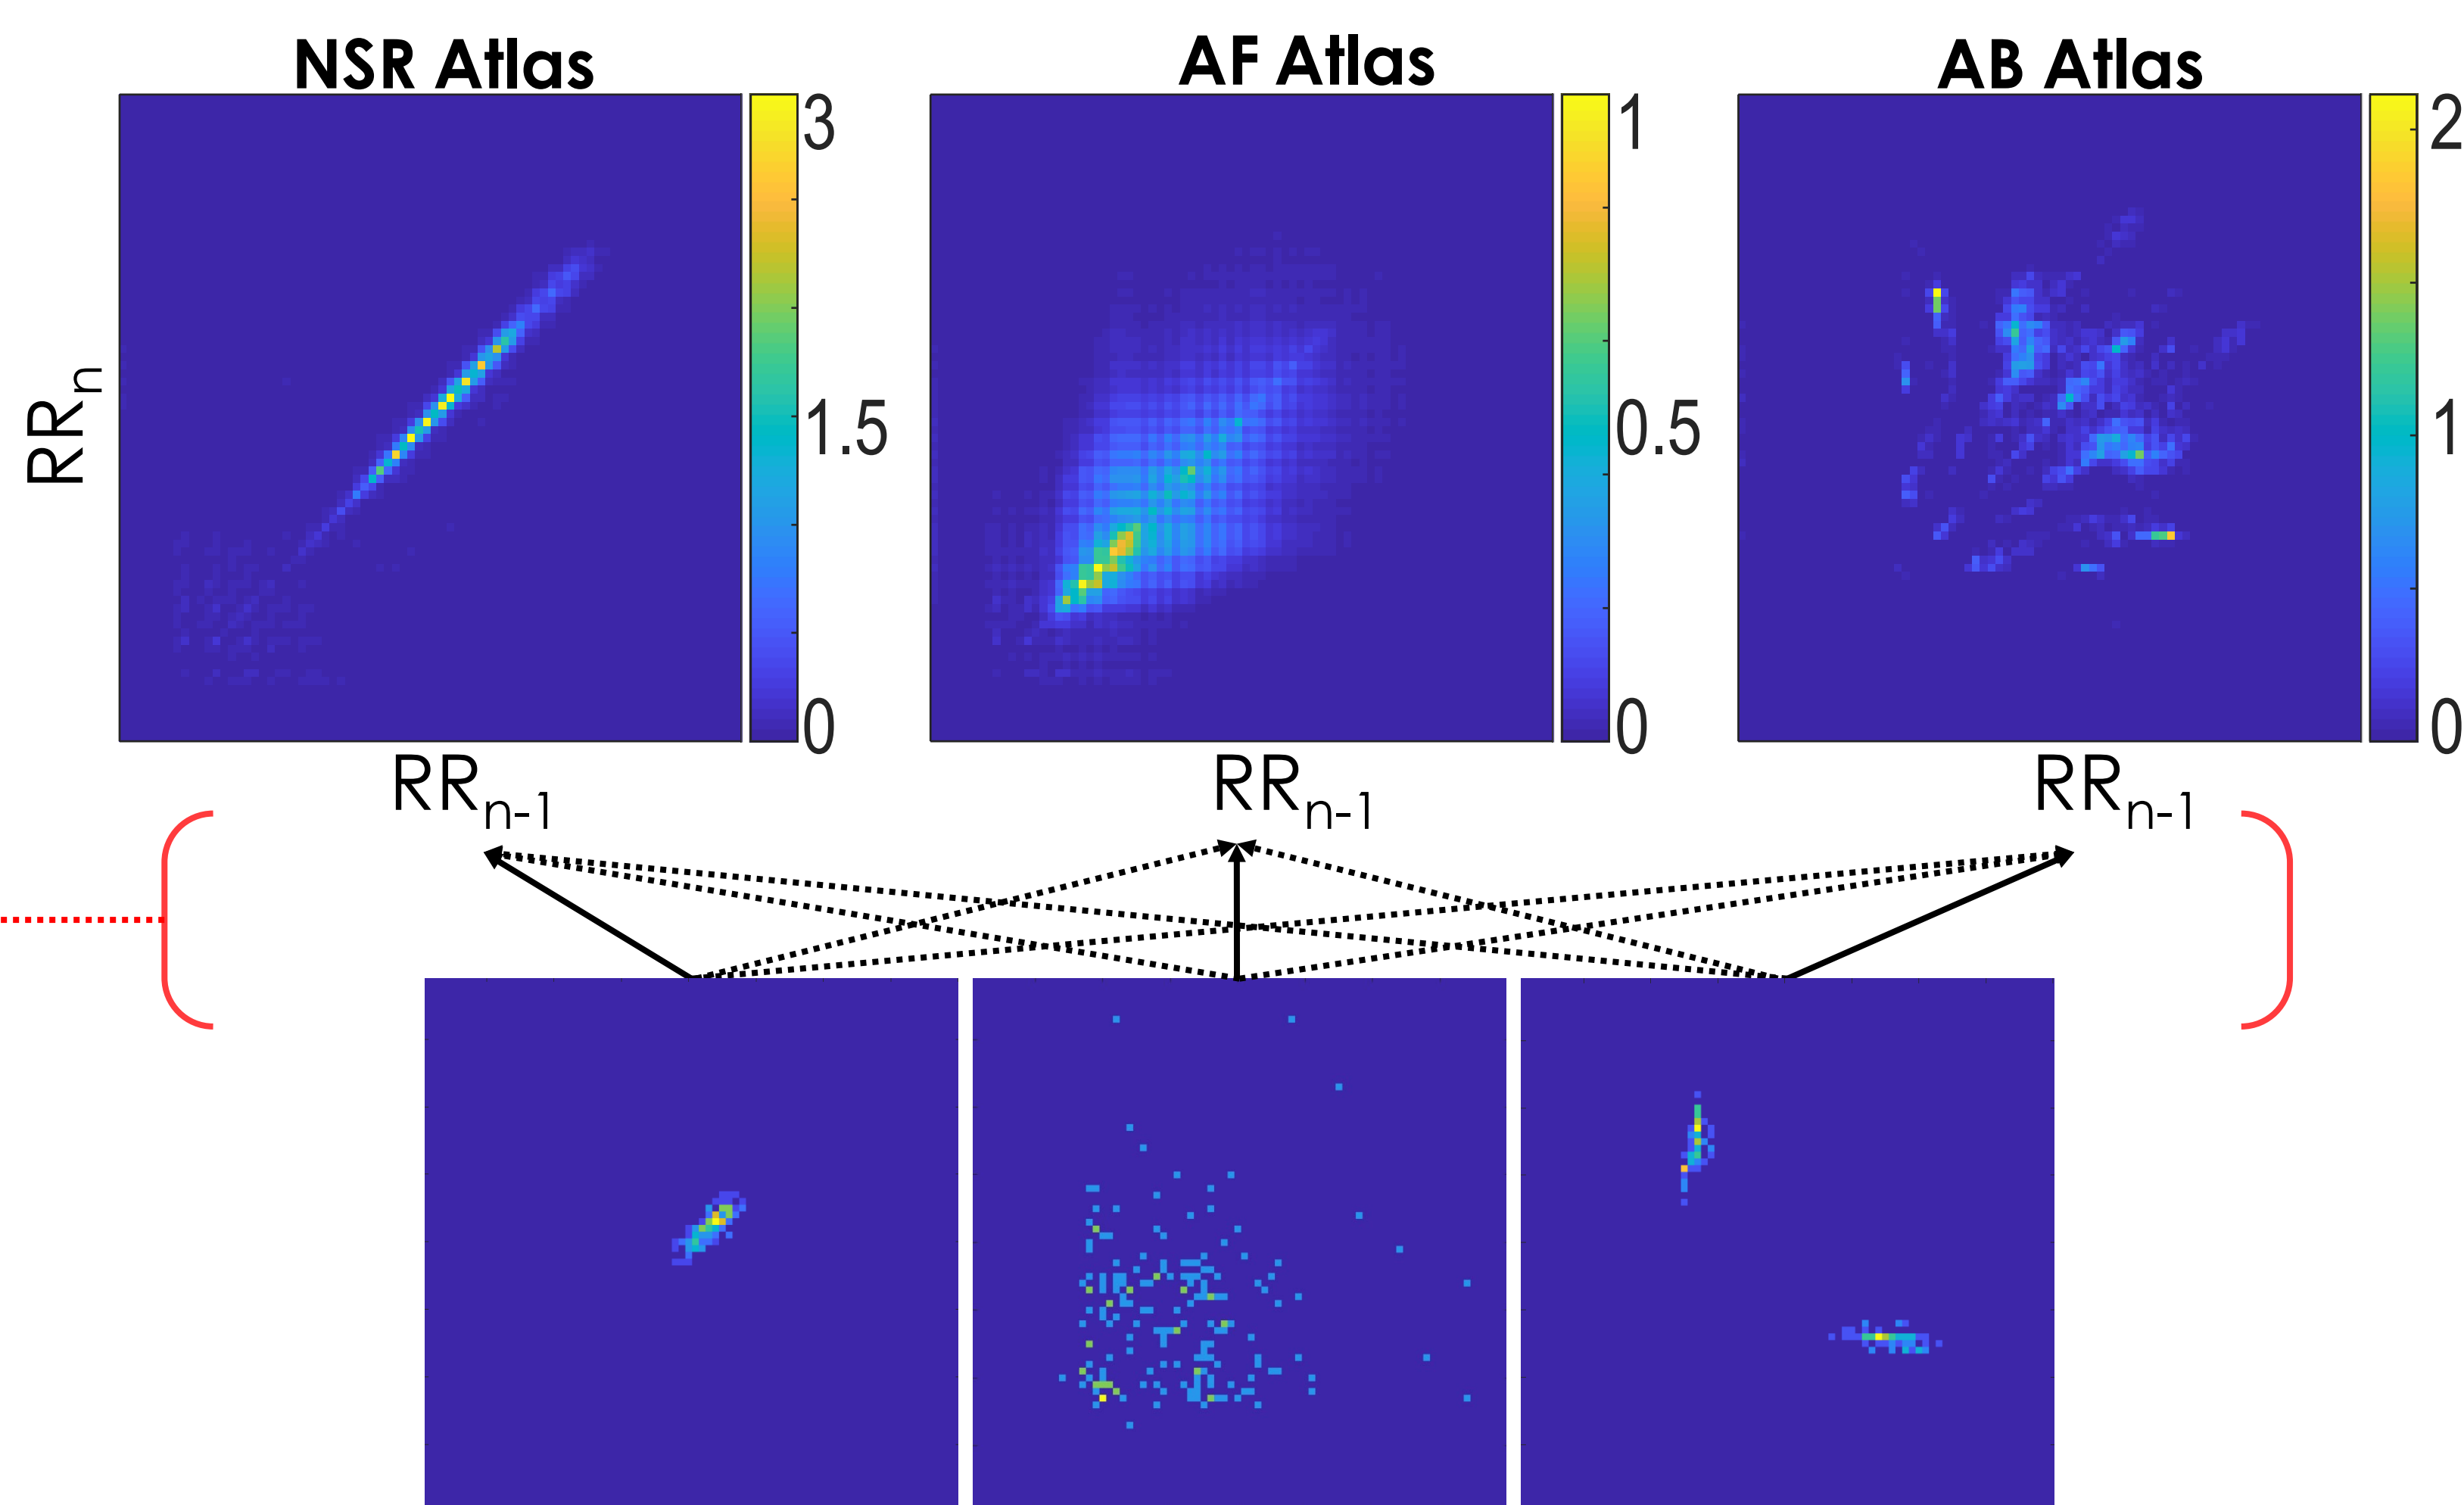 NSR Atlas
AF Atlas
AB Atlas
3
1.5
0
1
0.5
0
2
1
0
RRn
RRn-1
RRn-1
RRn-1